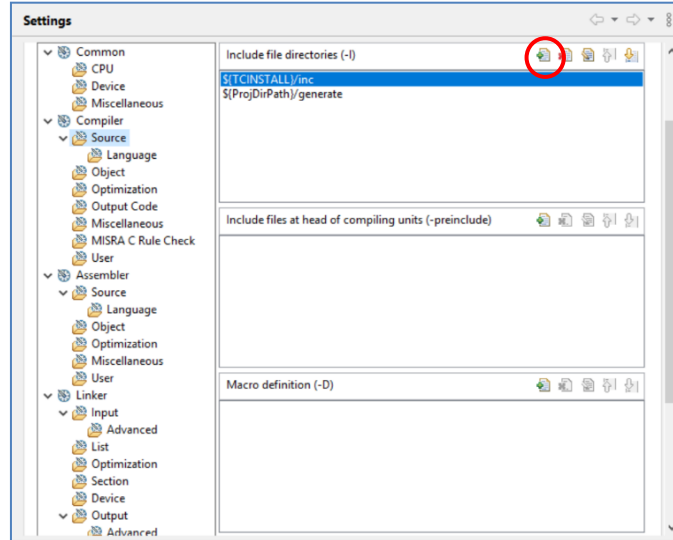 Settings
Common
CPU
Device
Miscellaneous
Compiler
Source
Language
Object
Optimization
Output Code
Miscellaneous
MISRA C Rule Check
User
Assembler
Source
Language
Object
Optimization
Miscellaneous
User
Linker
Input
Advanced
List
Optimization
Section
Device
Output
Advanced
Include file directories (-I)
${TCINSTALL}/inc
${ProjDirPath}/generate
Include files at head of compiling units (-preinclude)
Macro definition (-D)